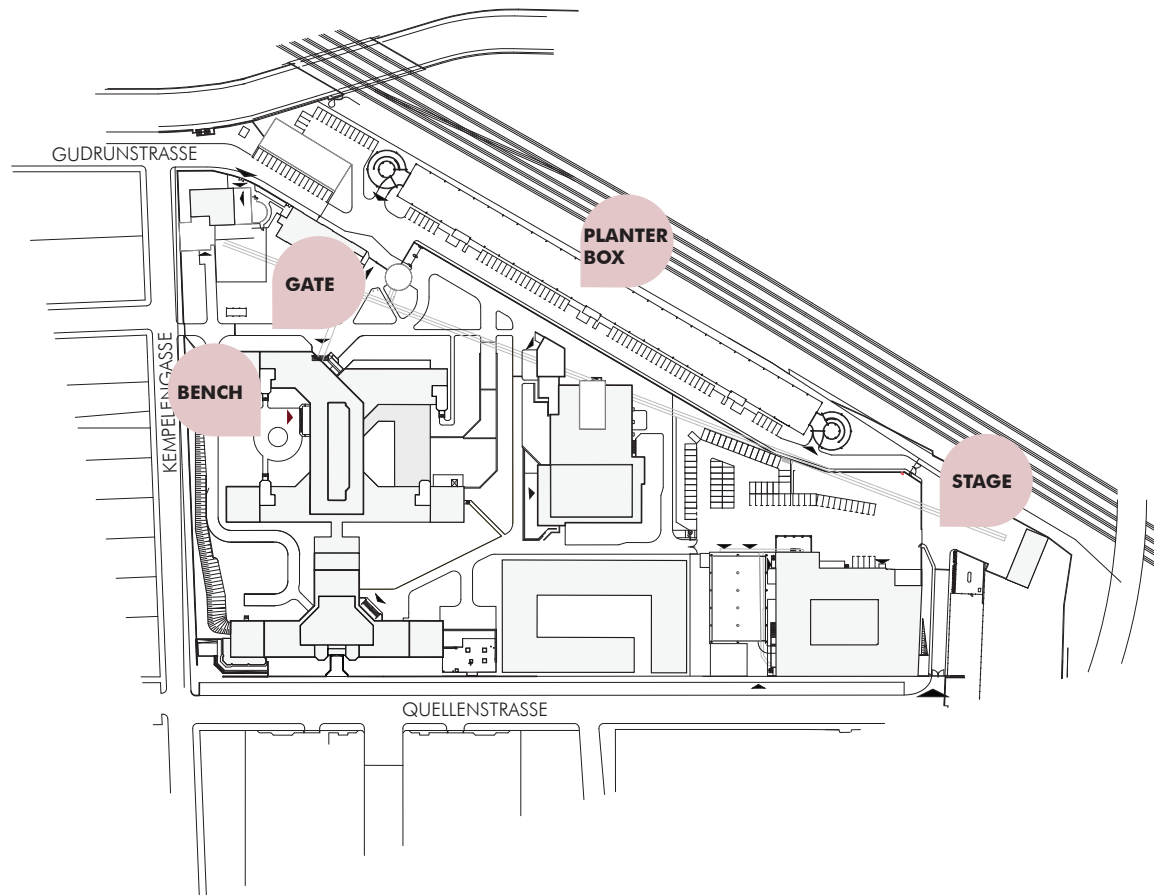 GUDRUNSTRASSE
PLANTER
BOX
GATE
KEMPELENGASSE
BENCH
STAGE
QUELLENSTRASSE